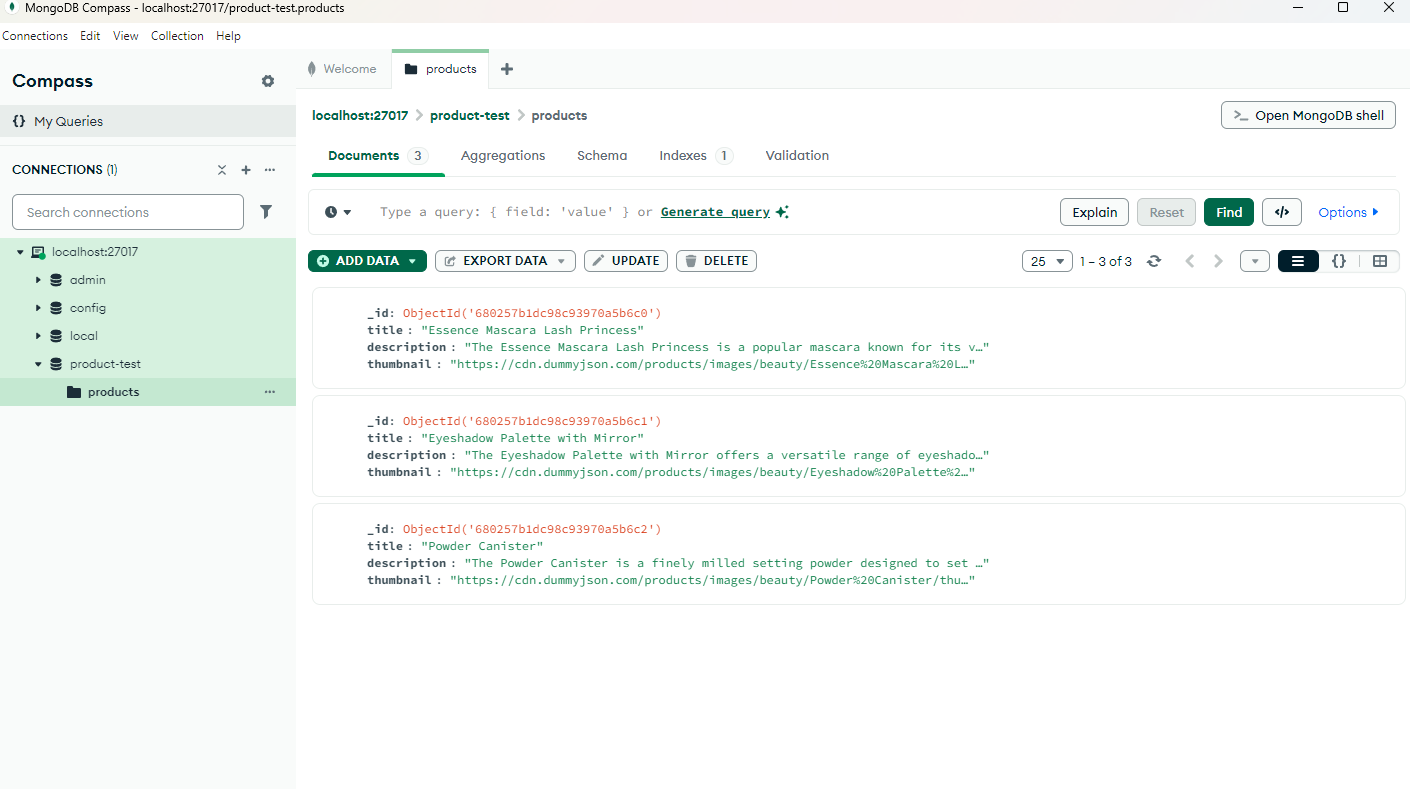 MongoDB Compass - localhost:27017/product-test.products
Connections Edit View Collection Help
Compass
{} My Queries
CONNECTIONS (1)
Search connections
localhost:27017
admin
config
local
product-test
products
Welcome
products
localhost:27017 > product-test > products
>_ Open MongoDB shell
Documents 3 Aggregations Schema Indexes 1 Validation
Type a query: { field: 'value' } or Generate query
Explain Reset Find </> Options
ADD DATA EXPORT DATA UPDATE DELETE
25 1 – 3 of 3 {}
_id: ObjectId('680257b1dc98c93970a5b6c0')
title : "Essence Mascara Lash Princess"
description : "The Essence Mascara Lash Princess is a popular mascara known for its v…"
thumbnail : "https://cdn.dummyjson.com/products/images/beauty/Essence%20Mascara%20L…"
_id: ObjectId('680257b1dc98c93970a5b6c1')
title : "Eyeshadow Palette with Mirror"
description : "The Eyeshadow Palette with Mirror offers a versatile range of eyeshado…"
thumbnail : "https://cdn.dummyjson.com/products/images/beauty/Eyeshadow%20Palette%2…"
_id: ObjectId('680257b1dc98c93970a5b6c2')
title : "Powder Canister"
description : "The Powder Canister is a finely milled setting powder designed to set …"
thumbnail : "https://cdn.dummyjson.com/products/images/beauty/Powder%20Canister/thu…"